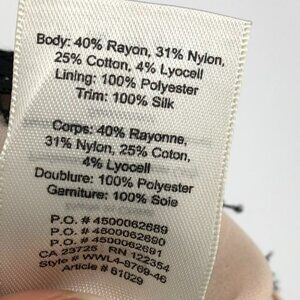 Body: 40% Rayon, 31% Nylon,
25% Cotton, 4% Lyocell
Lining: 100% Polyester
Trim: 100% Silk
Corps: 40% Rayonne,
31% Nylon, 25% Coton,
4% Lyocell
Doublure: 100% Polyester
Garniture: 100% Soie
P.O. # 4500062689
P.O. # 4500062690
P.O. # 4500062691
CA 23725 RN 122354
Style # WWL4-9769-46
Article # 61029